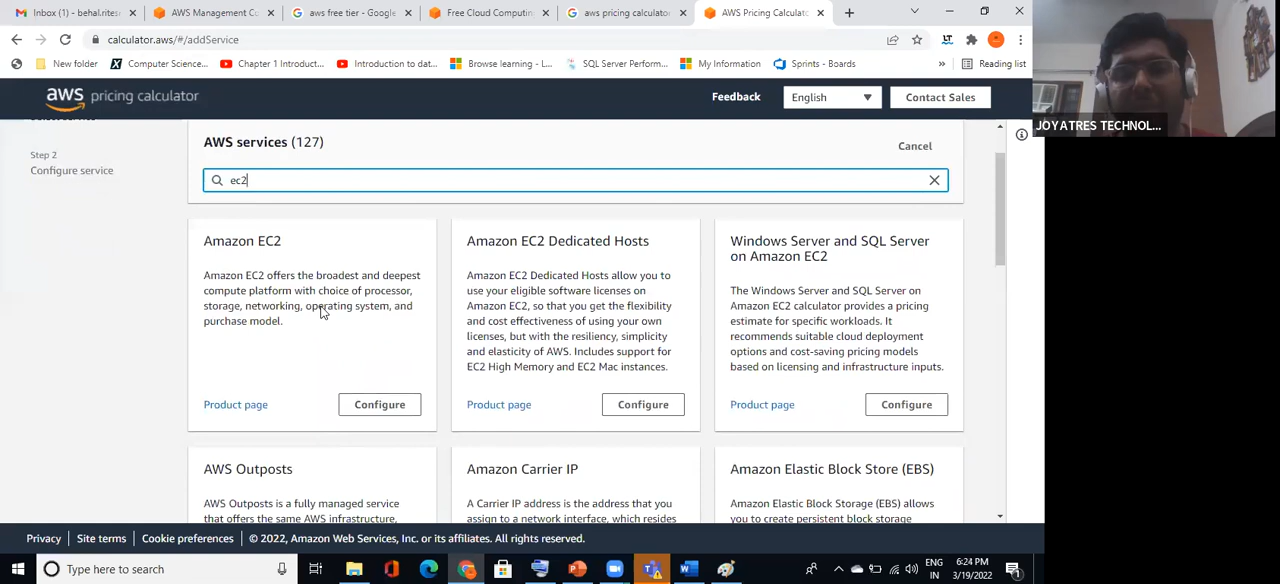 Inbox (1) - behal.rites
AWS Management Co
aws free tier - Google
Free Cloud Computin
aws pricing calculator
AWS Pricing Calculato
calculator.aws/#/addService
New folder
Computer Science...
Chapter 1 Introduct...
Introduction to dat...
Browse learning - L...
SQL Server Perform...
My Information
Sprints - Boards
»
Reading list
JOYATRES TECHNOL...
aws pricing calculator
Feedback
English
Contact Sales
Step 2
Configure service
AWS services (127)
Cancel
ec2
Amazon EC2
Amazon EC2 offers the broadest and deepest
compute platform with choice of processor,
storage, networking, operating system, and
purchase model.
Product page
Configure
Amazon EC2 Dedicated Hosts
Amazon EC2 Dedicated Hosts allow you to
use your eligible software licenses on
Amazon EC2, so that you get the flexibility
and cost effectiveness of using your own
licenses, but with the resiliency, simplicity
and elasticity of AWS. Includes support for
EC2 High Memory and EC2 Mac instances.
Product page
Configure
Windows Server and SQL Server
on Amazon EC2
The Windows Server and SQL Server on
Amazon EC2 calculator provides a pricing
estimate for specific workloads. It
recommends suitable cloud deployment
options and cost-saving pricing models
based on licensing and infrastructure inputs.
Product page
Configure
AWS Outposts
AWS Outposts is a fully managed service
that offers the same AWS infrastructure,
Amazon Carrier IP
A Carrier IP address is the address that you
assign to a network interface, which resides
Amazon Elastic Block Store (EBS)
Amazon Elastic Block Storage (EBS) allows
you to create persistent block storage
Privacy
Site terms
Cookie preferences
© 2022, Amazon Web Services, Inc. or its affiliates. All rights reserved.
Type here to search
ENG
IN
6:24 PM
3/19/2022
1